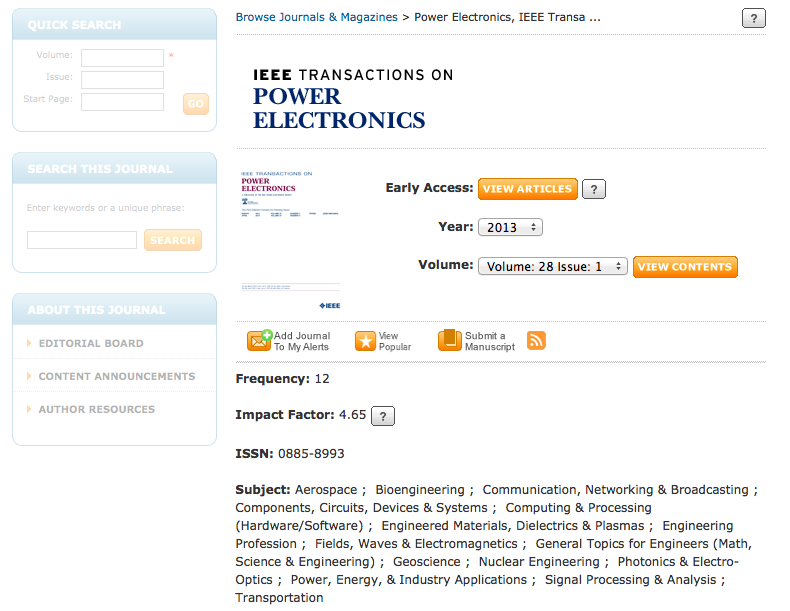 QUICK SEARCH
Volume: *
Issue:
Start Page:
GO
SEARCH THIS JOURNAL
Enter keywords or a unique phrase:
SEARCH
ABOUT THIS JOURNAL
EDITORIAL BOARD
CONTENT ANNOUNCEMENTS
AUTHOR RESOURCES
Browse Journals & Magazines > Power Electronics, IEEE Transa ...
?
IEEE TRANSACTIONS ON
POWER
ELECTRONICS
IEEE TRANSACTIONS ON
POWER
ELECTRONICS
IEEE
Early Access: VIEW ARTICLES ?
Year: 2013
Volume: Volume: 28 Issue: 1 VIEW CONTENTS
Add Journal
To My Alerts
View
Popular
Submit a
Manuscript
Frequency: 12
Impact Factor: 4.65 ?
ISSN: 0885-8993
Subject: Aerospace ; Bioengineering ; Communication, Networking & Broadcasting ;
Components, Circuits, Devices & Systems ; Computing & Processing
(Hardware/Software) ; Engineered Materials, Dielectrics & Plasmas ; Engineering
Profession ; Fields, Waves & Electromagnetics ; General Topics for Engineers (Math,
Science & Engineering) ; Geoscience ; Nuclear Engineering ; Photonics & Electro-
Optics ; Power, Energy, & Industry Applications ; Signal Processing & Analysis ;
Transportation